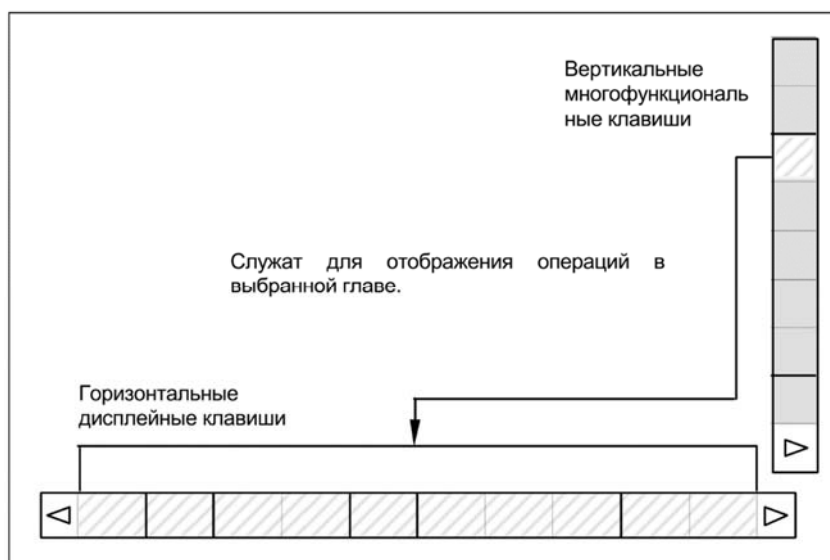 Вертикальные
многофункциональ
ные клавиши
Служат для отображения операций в
выбранной главе.
Горизонтальные
дисплейные клавиши